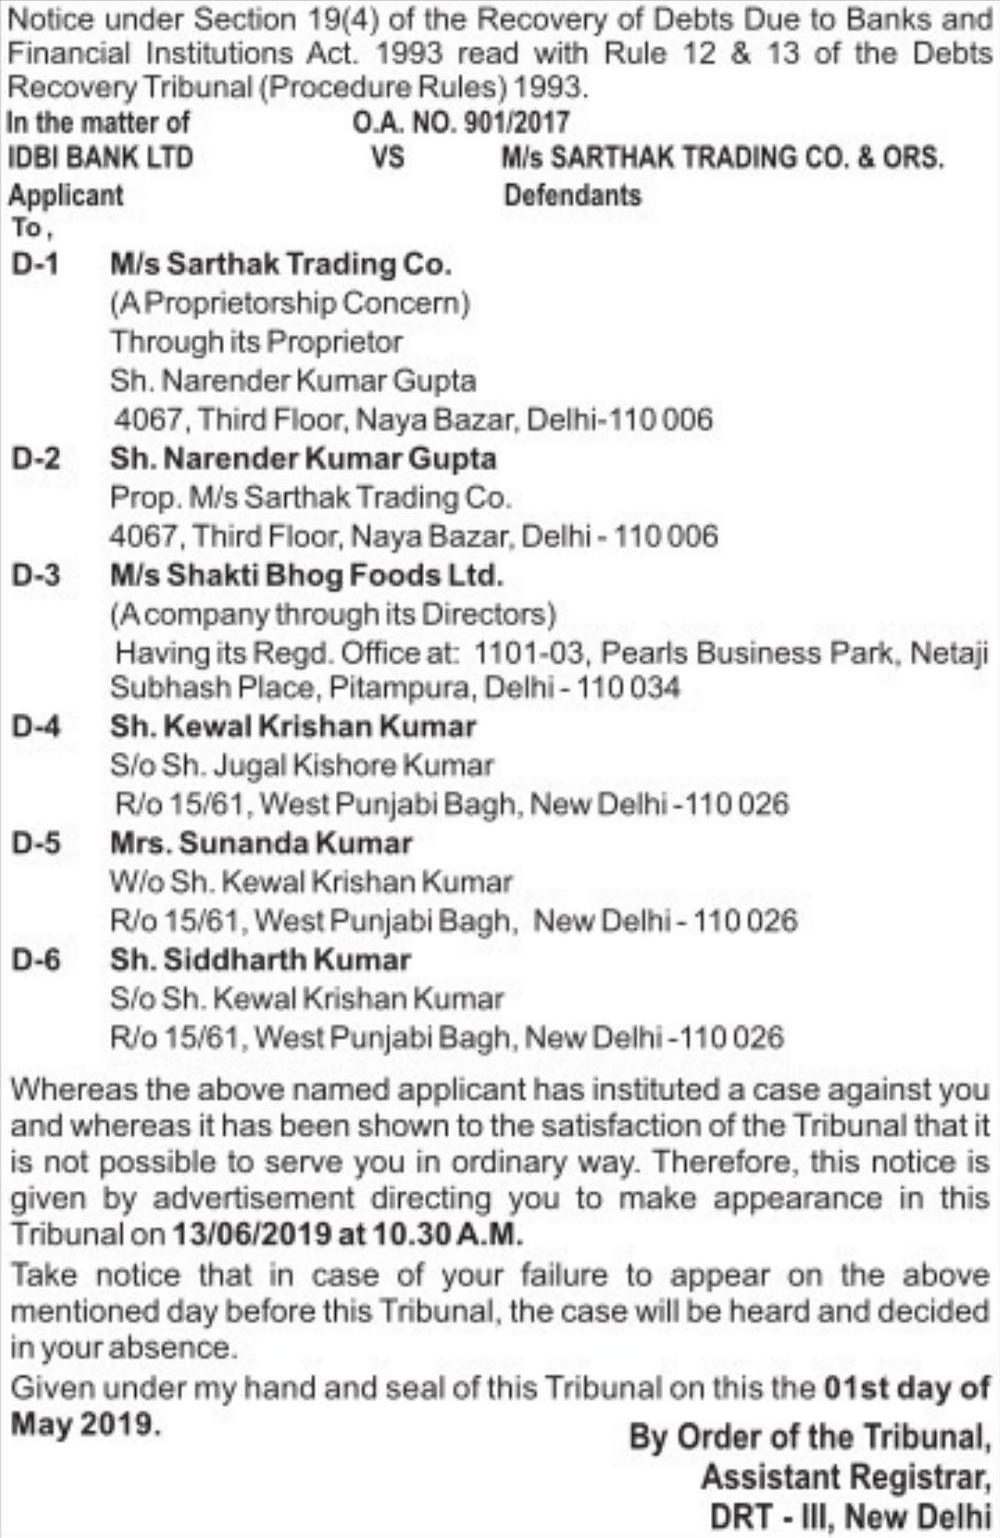 Notice under Section 19(4) of the Recovery of Debts Due to Banks and
Financial Institutions Act. 1993 read with Rule 12 & 13 of the Debts
Recovery Tribunal (Procedure Rules) 1993.
In the matter of O.A. NO. 901/2017
IDBI BANK LTD VS M/s SARTHAK TRADING CO. & ORS.
Applicant Defendants
To,
D-1 M/s Sarthak Trading Co.
(A Proprietorship Concern)
Through its Proprietor
Sh. Narender Kumar Gupta
4067, Third Floor, Naya Bazar, Delhi-110 006
D-2 Sh. Narender Kumar Gupta
Prop. M/s Sarthak Trading Co.
4067, Third Floor, Naya Bazar, Delhi - 110 006
D-3 M/s Shakti Bhog Foods Ltd.
(A company through its Directors)
Having its Regd. Office at: 1101-03, Pearls Business Park, Netaji
Subhash Place, Pitampura, Delhi - 110 034
D-4 Sh. Kewal Krishan Kumar
S/o Sh. Jugal Kishore Kumar
R/o 15/61, West Punjabi Bagh, New Delhi -110 026
D-5 Mrs. Sunanda Kumar
W/o Sh. Kewal Krishan Kumar
R/o 15/61, West Punjabi Bagh, New Delhi - 110 026
D-6 Sh. Siddharth Kumar
S/o Sh. Kewal Krishan Kumar
R/o 15/61, West Punjabi Bagh, New Delhi -110 026
Whereas the above named applicant has instituted a case against you
and whereas it has been shown to the satisfaction of the Tribunal that it
is not possible to serve you in ordinary way. Therefore, this notice is
given by advertisement directing you to make appearance in this
Tribunal on 13/06/2019 at 10.30 A.M.
Take notice that in case of your failure to appear on the above
mentioned day before this Tribunal, the case will be heard and decided
in your absence.
Given under my hand and seal of this Tribunal on this the 01st day of
May 2019.
By Order of the Tribunal,
Assistant Registrar,
DRT - III, New Delhi